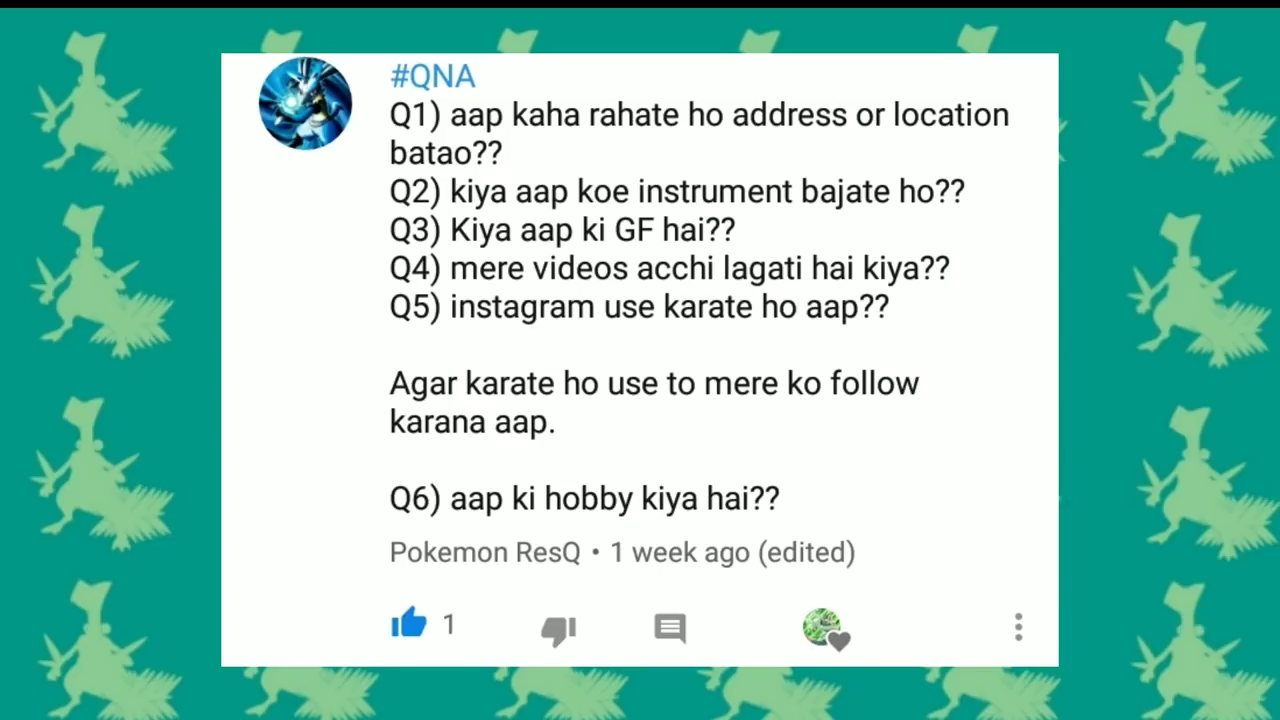 #QNA
Q1) aap kaha rahate ho address or location
batao??
Q2) kiya aap koe instrument bajate ho??
Q3) Kiya aap ki GF hai??
Q4) mere videos acchi lagati hai kiya??
Q5) instagram use karate ho aap??
Agar karate ho use to mere ko follow
karana aap.
Q6) aap ki hobby kiya hai??
Pokemon ResQ • 1 week ago (edited)
1